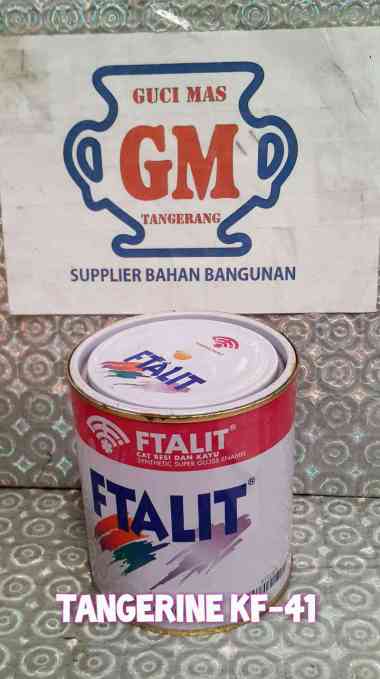 GUCI MAS
GM
TANGERANG
SUPPLIER BAHAN BANGUNAN
FTALIT
FTALIT®
CAT BESI DAN KAYU
SYNTHETIC SUPER GLOSS ENAMEL
FTALIT®
TANGERINE KF-41